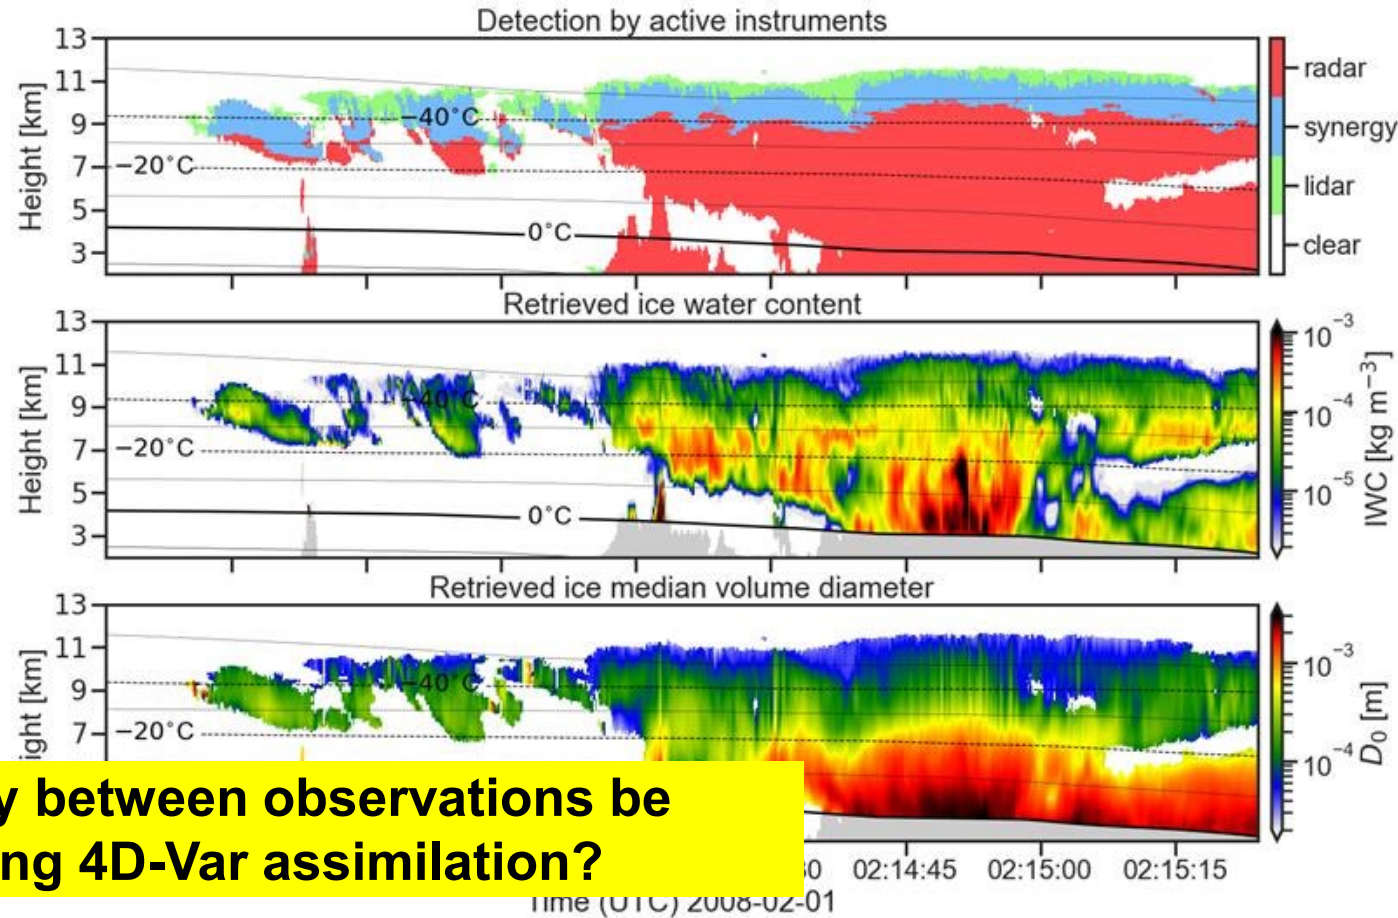 Detection by active instruments
13
11
9
7
5
3
Height [km]
−40°C
−20°C
0°C
radar
synergy
lidar
clear
Retrieved ice water content
13
11
9
7
5
3
Height [km]
−40°C
−20°C
0°C
10⁻³
10⁻⁴
10⁻⁵
IWC [kg m⁻³]
Retrieved ice median volume diameter
13
11
9
7
ight [km]
−40°C
−20°C
10⁻³
10⁻⁴
D₀ [m]
y between observations be
ng 4D-Var assimilation?
02:14:45 02:15:00 02:15:15
Time (UTC) 2008-02-01